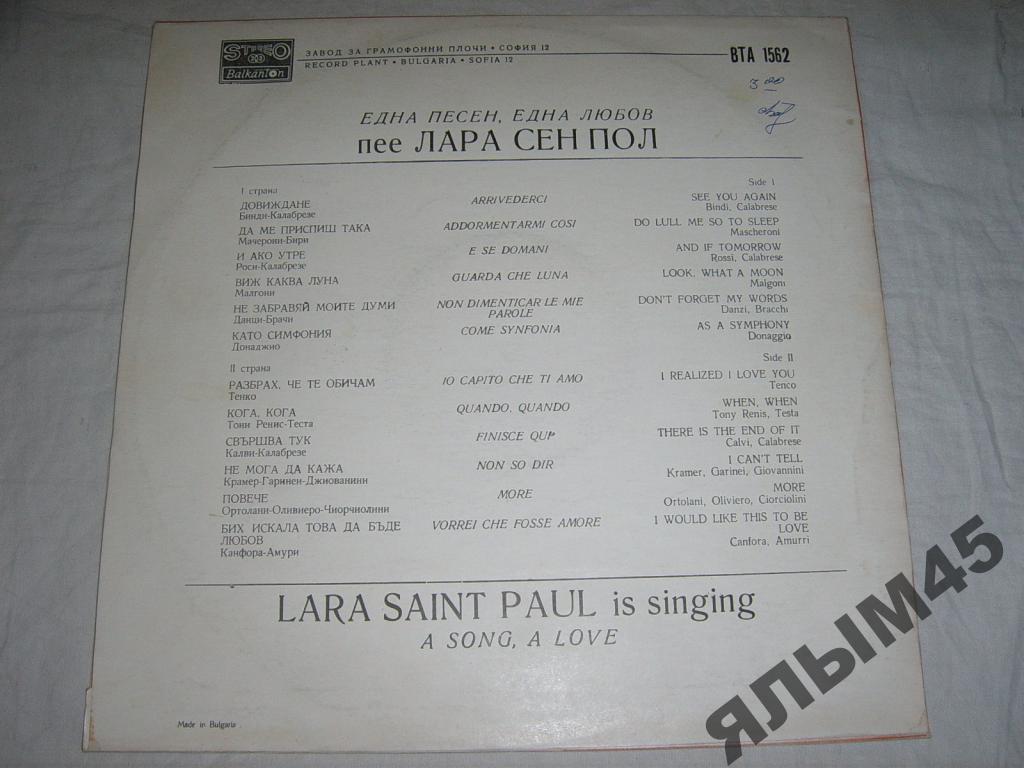 STEREO
Balkanton
ЗАВОД ЗА ГРАМОФОННИ ПЛОЧИ • СОФИЯ 12
RECORD PLANT • BULGARIA • SOFIA 12
ВТА 1562
3 00
ЕДНА ПЕСЕН, ЕДНА ЛЮБОВ
пее ЛАРА СЕН ПОЛ
I страна
ДОВИЖДАНЕ
Бинди-Калабрезе
ДА МЕ ПРИСПИШ ТАКА
Мачерони-Бири
И АКО УТРЕ
Роси-Калабрезе
ВИЖ КАКВА ЛУНА
Малгони
НЕ ЗАБРАВЯЙ МОИТЕ ДУМИ
Данци-Брачи
КАТО СИМФОНИЯ
Донаджио
ARRIVEDERCI
ADDORMENTARMI COSI
E SE DOMANI
GUARDA CHE LUNA
NON DIMENTICAR LE MIE
PAROLE
COME SYNFONIA
Side I
SEE YOU AGAIN
Bindi, Calabrese
DO LULL ME SO TO SLEEP
Mascheroni
AND IF TOMORROW
Rossi, Calabrese
LOOK, WHAT A MOON
Malgoni
DON'T FORGET MY WORDS
Danzi, Bracchi
AS A SYMPHONY
Donaggio
II страна
РАЗБРАХ, ЧЕ ТЕ ОБИЧАМ
Тенко
КОГА, КОГА
Тони Ренис-Теста
СВЪРШВА ТУК
Калви-Калабрезе
НЕ МОГА ДА КАЖА
Крамер-Гаринеи-Джиованини
ПОВЕЧЕ
Ортолани-Оливиеро-Чиорчиолини
БИХ ИСКАЛА ТОВА ДА БЪДЕ
ЛЮБОВ
Канфора-Амури
IO CAPITO CHE TI AMO
QUANDO, QUANDO
FINISCE QUI
NON SO DIR
MORE
VORREI CHE FOSSE AMORE
Side II
I REALIZED I LOVE YOU
Tenco
WHEN, WHEN
Tony Renis, Testa
THERE IS THE END OF IT
Calvi, Calabrese
I CAN'T TELL
Kramer, Garinei, Giovannini
MORE
Ortolani, Oliviero, Ciorciolini
I WOULD LIKE THIS TO BE
LOVE
Canfora, Amurri
LARA SAINT PAUL is singing
A SONG, A LOVE
Made in Bulgaria
ЯЛЫМ45